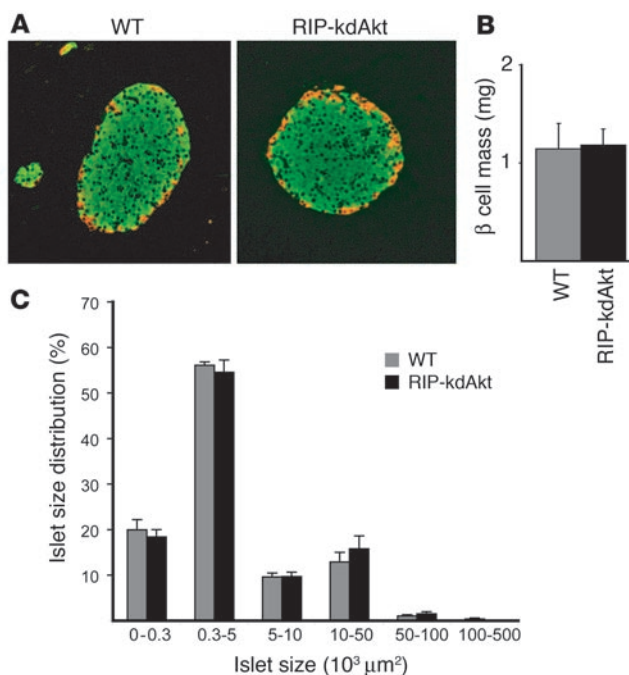 A
WT
RIP-kdAkt
B
2
1
β cell mass (mg)
WT
RIP-kdAkt
C
70
60
50
40
30
20
10
Islet size distribution (%)
WT
RIP-kdAkt
0-0.3 0.3-5 5-10 10-50 50-100 100-500
Islet size (10³ μm²)